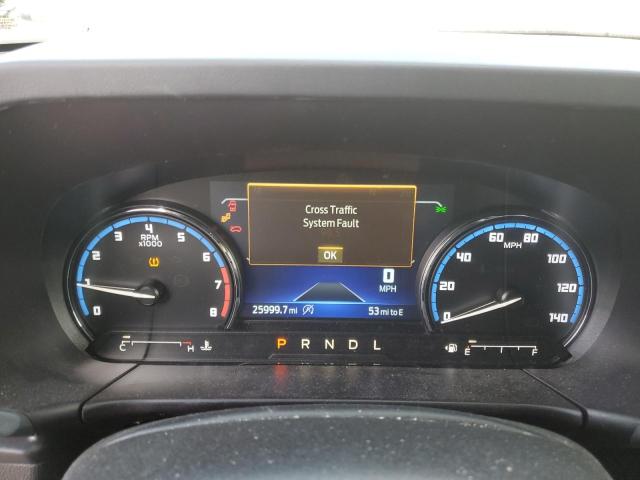 Cross Traffic
System Fault
OK
RPM
x1000
0
1
2
3
4
5
6
7
8
0
MPH
25999.7 mi
53 mi to E
MPH
0
20
40
60
80
100
120
140
C
H
P R N D L
E
F